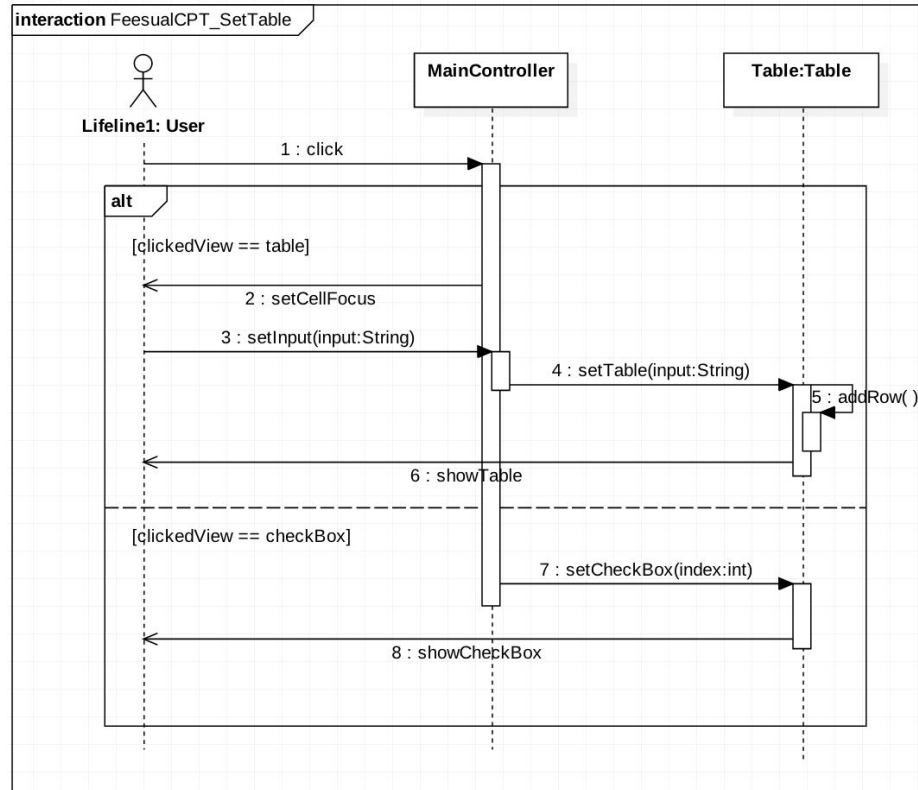 interaction FeesualCPT_SetTable
MainController
Table:Table
Lifeline1: User
1 : click
alt
[clickedView == table]
2 : setCellFocus
3 : setInput(input:String)
4 : setTable(input:String)
5 : addRow( )
6 : showTable
[clickedView == checkBox]
7 : setCheckBox(index:int)
8 : showCheckBox